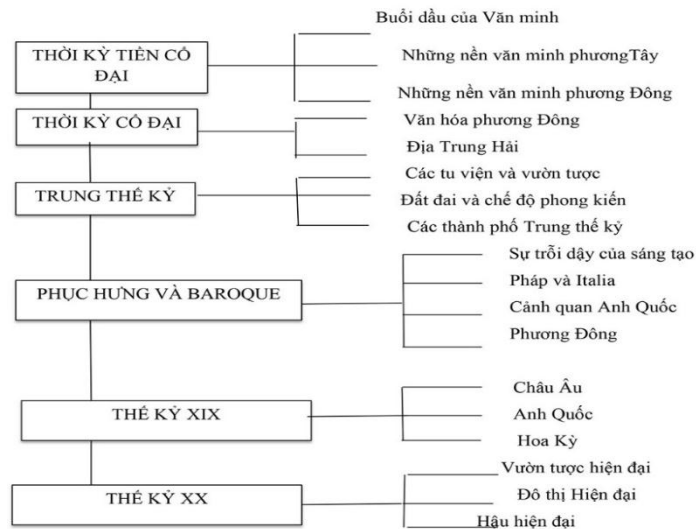 Buổi dầu của Văn minh
THỜI KỲ TIỀN CỔ
ĐẠI
Những nền văn minh phươngTây
Những nền văn minh phương Đông
THỜI KỲ CỔ ĐẠI
Văn hóa phương Đông
Địa Trung Hải
TRUNG THẾ KỶ
Các tu viện và vườn tược
Đất đai và chế độ phong kiến
Các thành phố Trung thế kỷ
PHỤC HƯNG VÀ BAROQUE
Sự trỗi dậy của sáng tạo
Pháp và Italia
Cảnh quan Anh Quốc
Phương Đông
THẾ KỶ XIX
Châu Âu
Anh Quốc
Hoa Kỳ
THẾ KỶ XX
Vườn tược hiện đại
Đô thị Hiện đại
Hậu hiện đại